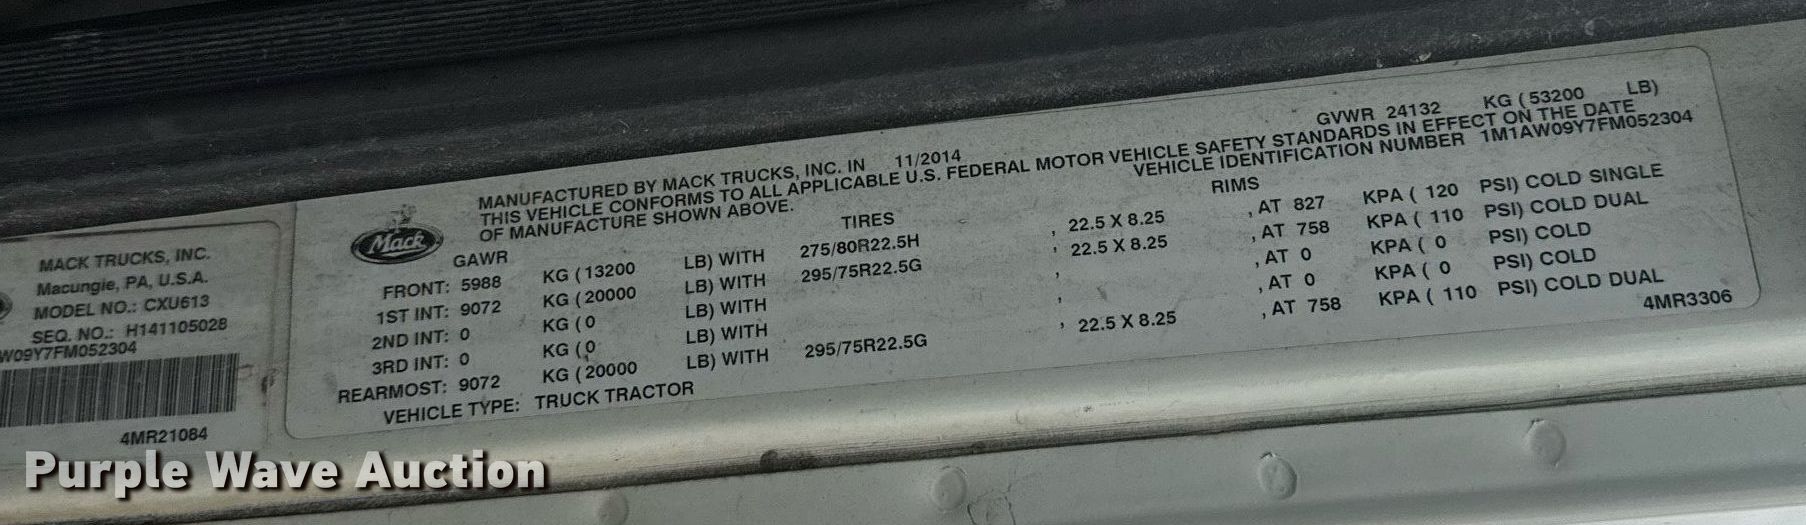 MACK TRUCKS, INC.
Macungie, PA, U.S.A.
MODEL NO.: CXU613
SEQ. NO.: H141105028
W09Y7FM052304
4MR21084
Mack
GVWR 24132 KG (53200 LB)
MANUFACTURED BY MACK TRUCKS, INC. IN 11/2014
THIS VEHICLE CONFORMS TO ALL APPLICABLE U.S. FEDERAL MOTOR VEHICLE SAFETY STANDARDS IN EFFECT ON THE DATE
OF MANUFACTURE SHOWN ABOVE. VEHICLE IDENTIFICATION NUMBER 1M1AW09Y7FM052304
GAWR TIRES RIMS
FRONT: 5988 KG (13200 LB) WITH 275/80R22.5H , 22.5 X 8.25 , AT 827 KPA ( 120 PSI) COLD SINGLE
1ST INT: 9072 KG (20000 LB) WITH 295/75R22.5G , 22.5 X 8.25 , AT 758 KPA ( 110 PSI) COLD DUAL
2ND INT: 0 KG (0 LB) WITH , , AT 0 KPA ( 0 PSI) COLD
3RD INT: 0 KG (0 LB) WITH , , AT 0 KPA ( 0 PSI) COLD
REARMOST: 9072 KG (20000 LB) WITH 295/75R22.5G , 22.5 X 8.25 , AT 758 KPA ( 110 PSI) COLD DUAL
VEHICLE TYPE: TRUCK TRACTOR 4MR3306
Purple Wave Auction